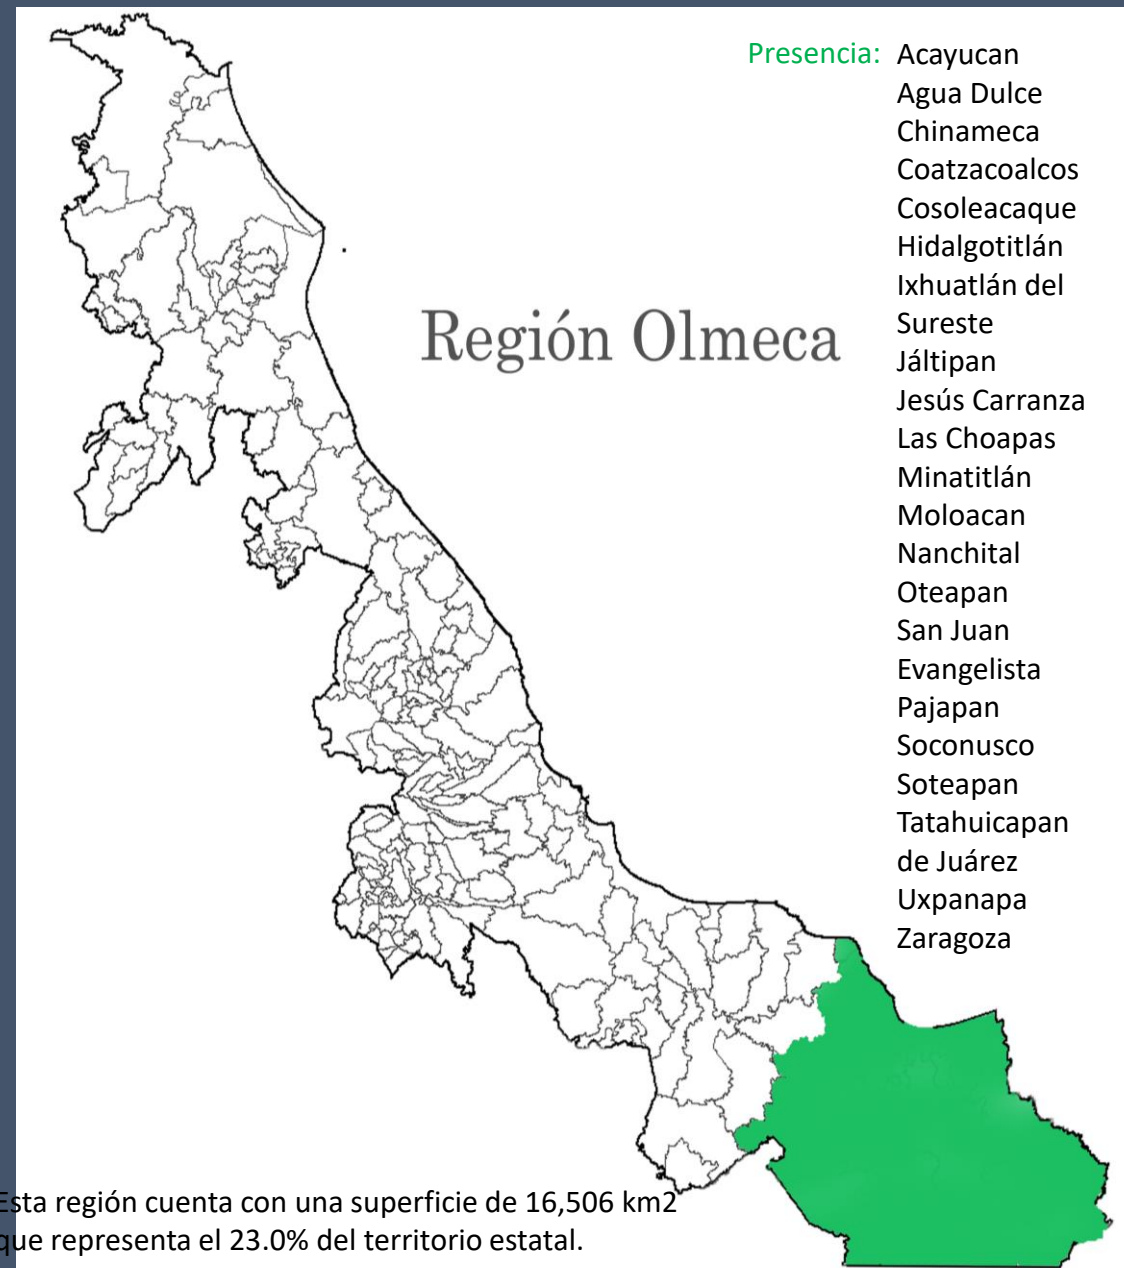 Presencia: Acayucan
Agua Dulce
Chinameca
Coatzacoalcos
Cosoleacaque
Hidalgotitlán
Ixhuatlán del
Sureste
Jáltipan
Jesús Carranza
Las Choapas
Minatitlán
Moloacan
Nanchital
Oteapan
San Juan
Evangelista
Pajapan
Soconusco
Soteapan
Tatahuicapan
de Juárez
Uxpanapa
Zaragoza
Región Olmeca
Esta región cuenta con una superficie de 16,506 km2
que representa el 23.0% del territorio estatal.